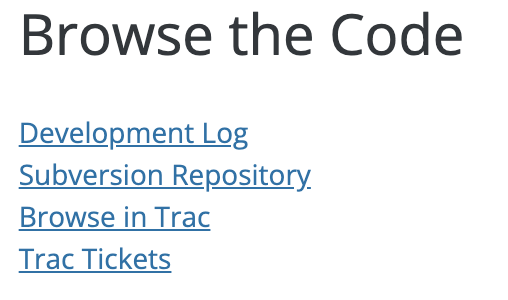 Browse the Code
Development Log
Subversion Repository
Browse in Trac
Trac Tickets